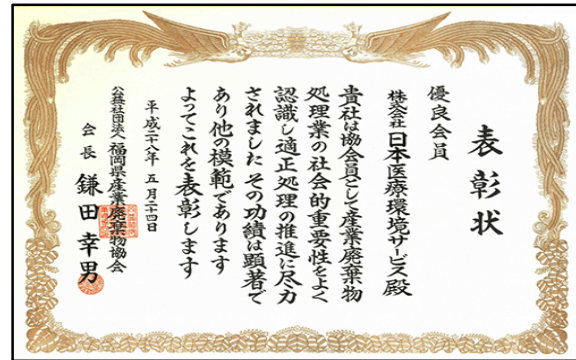 表彰状
優良会員
株式会社 日本医療環境サービス殿
貴社は協会員として産業廃棄物
処理業の社会的重要性をよく
認識し適正処理の推進に尽力
されました その功績は顕著で
あり他の模範であります
よってこれを表彰します
平成二八年 五月二四日
公益社団法人 福岡県産業廃棄物協会
会長 鎌田幸男